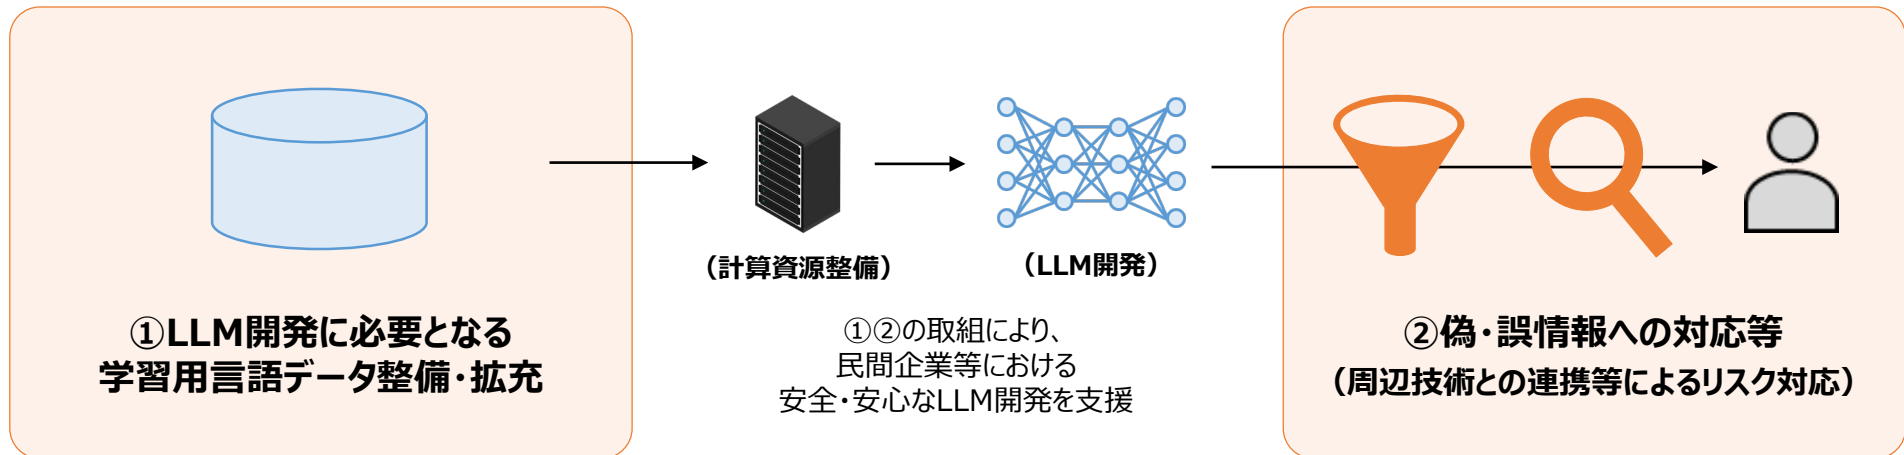 ①LLM開発に必要となる
学習用言語データ整備・拡充
（計算資源整備）
（LLM開発）
①②の取組により、
民間企業等における
安全・安心なLLM開発を支援
②偽・誤情報への対応等
（周辺技術との連携等によるリスク対応）